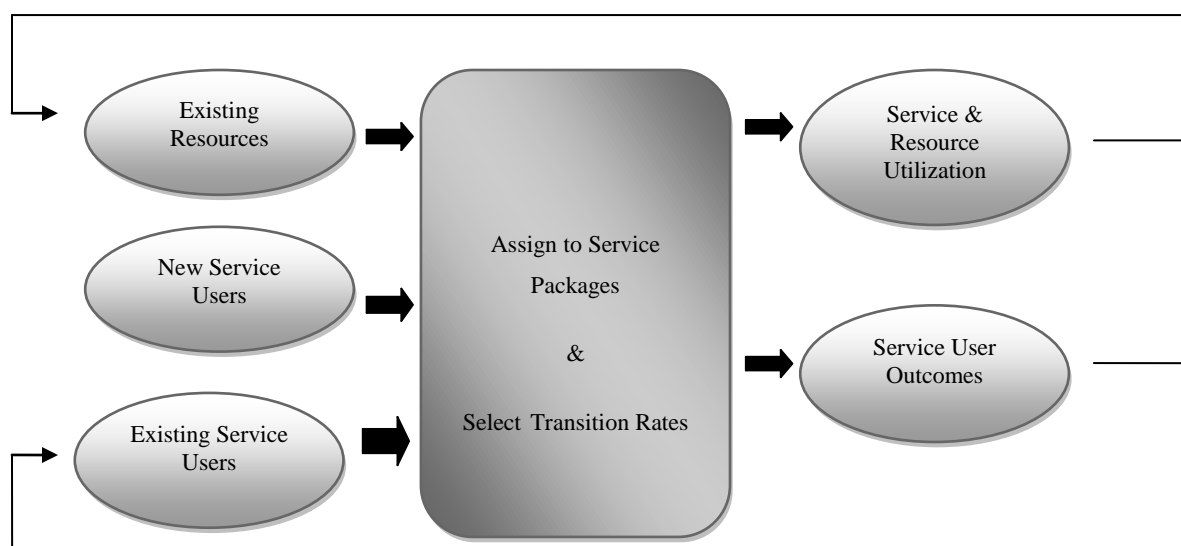 Existing
Resources
New Service
Users
Existing Service
Users
Assign to Service
Packages
&
Select Transition Rates
Service &
Resource
Utilization
Service User
Outcomes